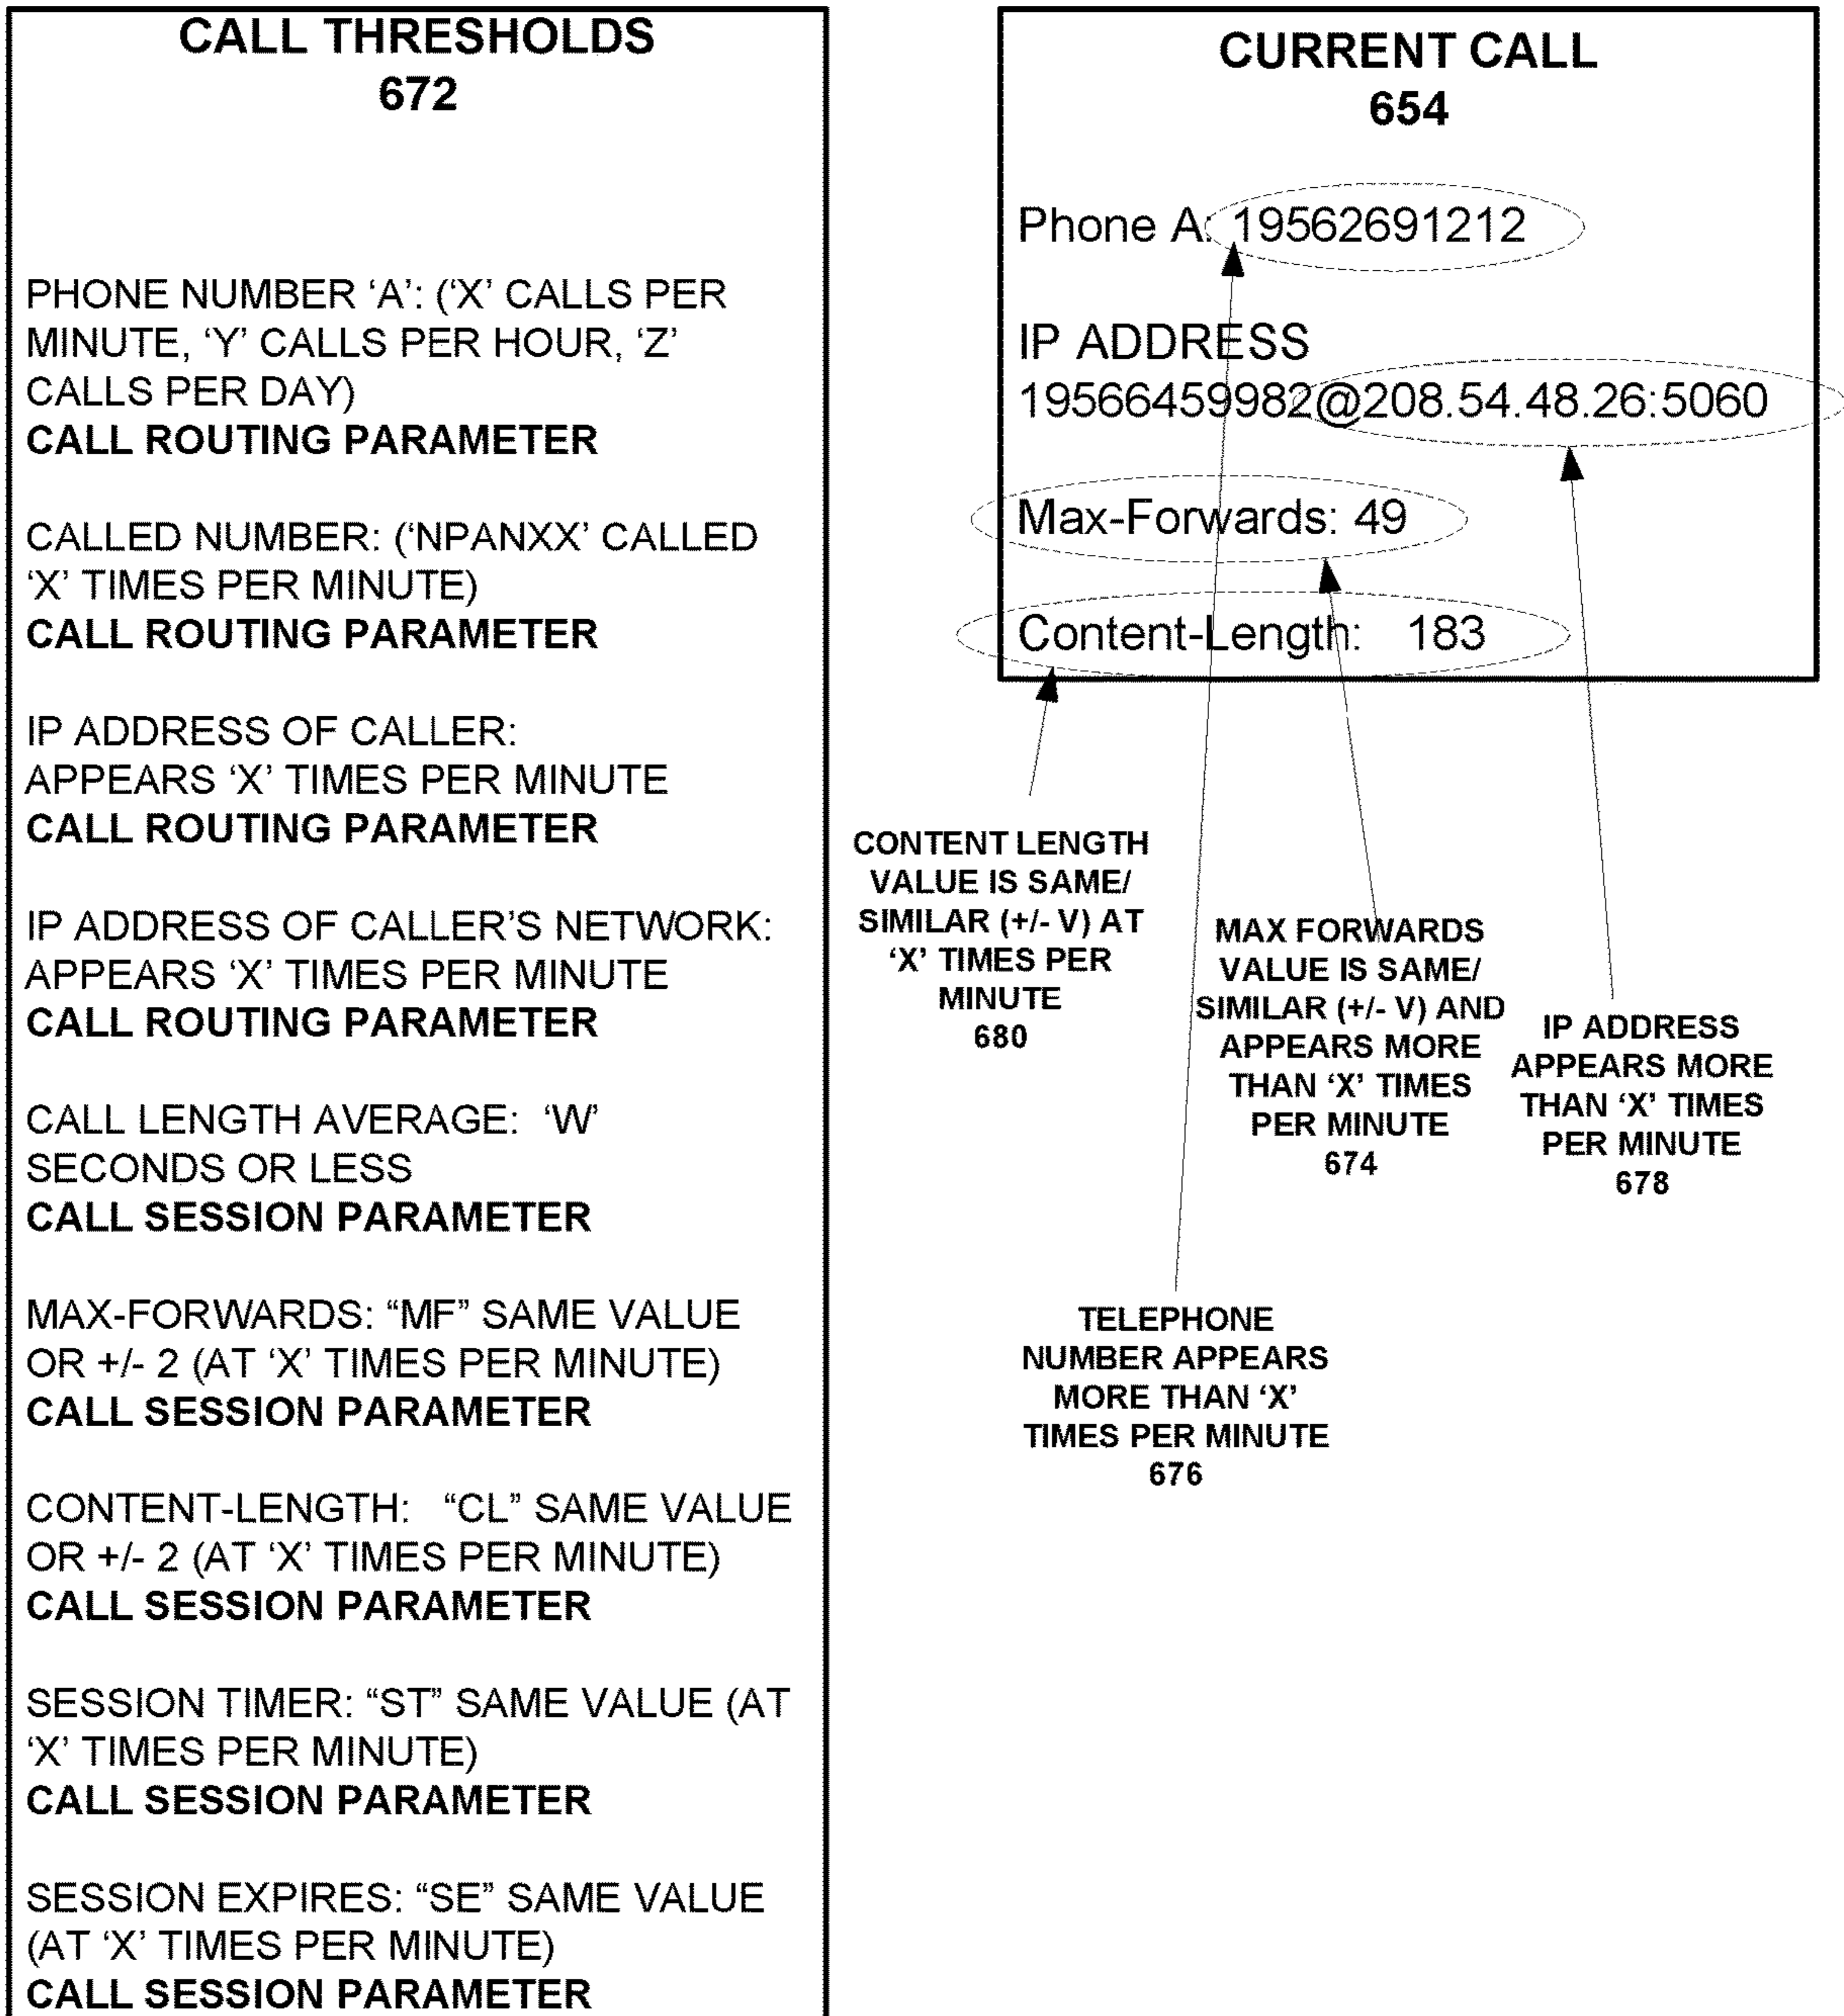 CALL THRESHOLDS
672
PHONE NUMBER ‘A’: (‘X’ CALLS PER
MINUTE, ‘Y’ CALLS PER HOUR, ‘Z’
CALLS PER DAY)
CALL ROUTING PARAMETER
CALLED NUMBER: (‘NPANXX’ CALLED
‘X’ TIMES PER MINUTE)
CALL ROUTING PARAMETER
IP ADDRESS OF CALLER:
APPEARS ‘X’ TIMES PER MINUTE
CALL ROUTING PARAMETER
IP ADDRESS OF CALLER’S NETWORK:
APPEARS ‘X’ TIMES PER MINUTE
CALL ROUTING PARAMETER
CALL LENGTH AVERAGE: ‘W’
SECONDS OR LESS
CALL SESSION PARAMETER
MAX-FORWARDS: “MF” SAME VALUE
OR +/- 2 (AT ‘X’ TIMES PER MINUTE)
CALL SESSION PARAMETER
CONTENT-LENGTH: “CL” SAME VALUE
OR +/- 2 (AT ‘X’ TIMES PER MINUTE)
CALL SESSION PARAMETER
SESSION TIMER: “ST” SAME VALUE (AT
‘X’ TIMES PER MINUTE)
CALL SESSION PARAMETER
SESSION EXPIRES: “SE” SAME VALUE
(AT ‘X’ TIMES PER MINUTE)
CALL SESSION PARAMETER
CURRENT CALL
654
Phone A: 19562691212
IP ADDRESS
19566459982@208.54.48.26:5060
Max-Forwards: 49
Content-Length: 183
CONTENT LENGTH
VALUE IS SAME/
SIMILAR (+/- V) AT
‘X’ TIMES PER
MINUTE
680
MAX FORWARDS
VALUE IS SAME/
SIMILAR (+/- V) AND
APPEARS MORE
THAN ‘X’ TIMES
PER MINUTE
674
IP ADDRESS
APPEARS MORE
THAN ‘X’ TIMES
PER MINUTE
678
TELEPHONE
NUMBER APPEARS
MORE THAN ‘X’
TIMES PER MINUTE
676